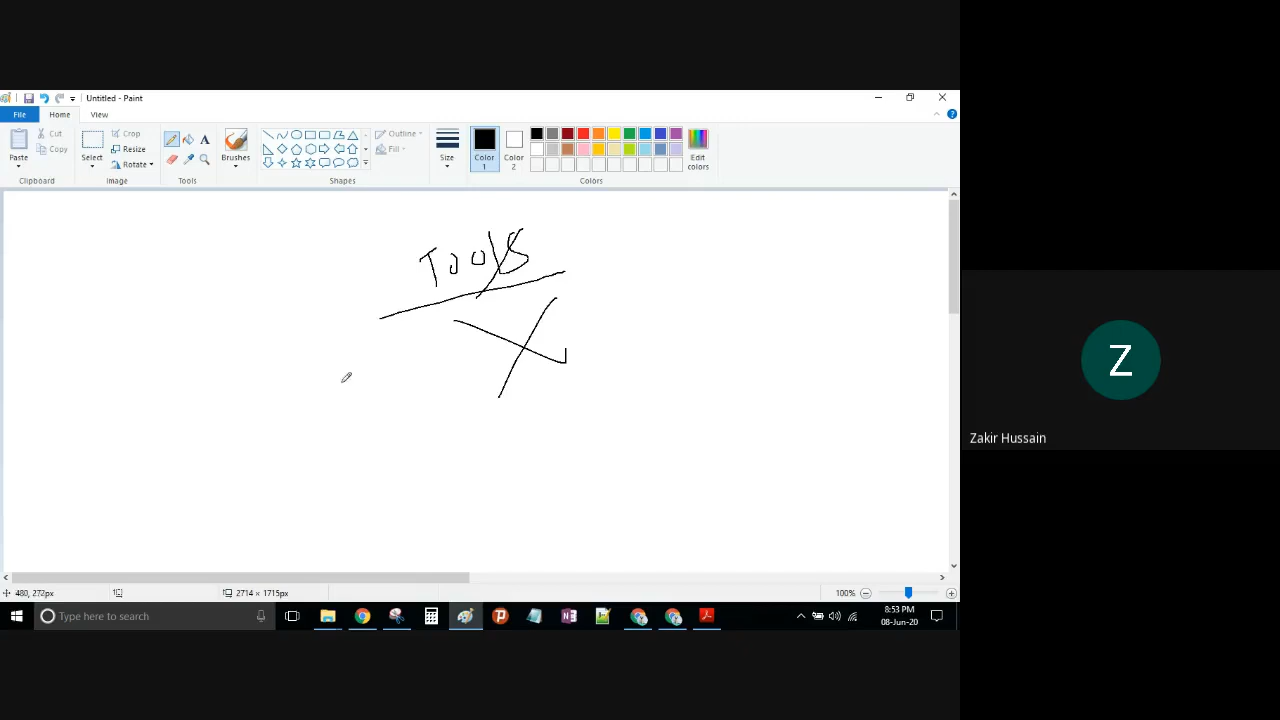 Untitled - Paint
File Home View
Paste
Cut
Copy
Clipboard
Select
Crop
Resize
Rotate
Image
Tools
Brushes
Shapes
Outline
Fill
Size
Color 1
Color 2
Edit colors
Colors
Tools
Z
Zakir Hussain
480, 272px
2714 × 1715px
100%
Type here to search
8:53 PM
08-Jun-20